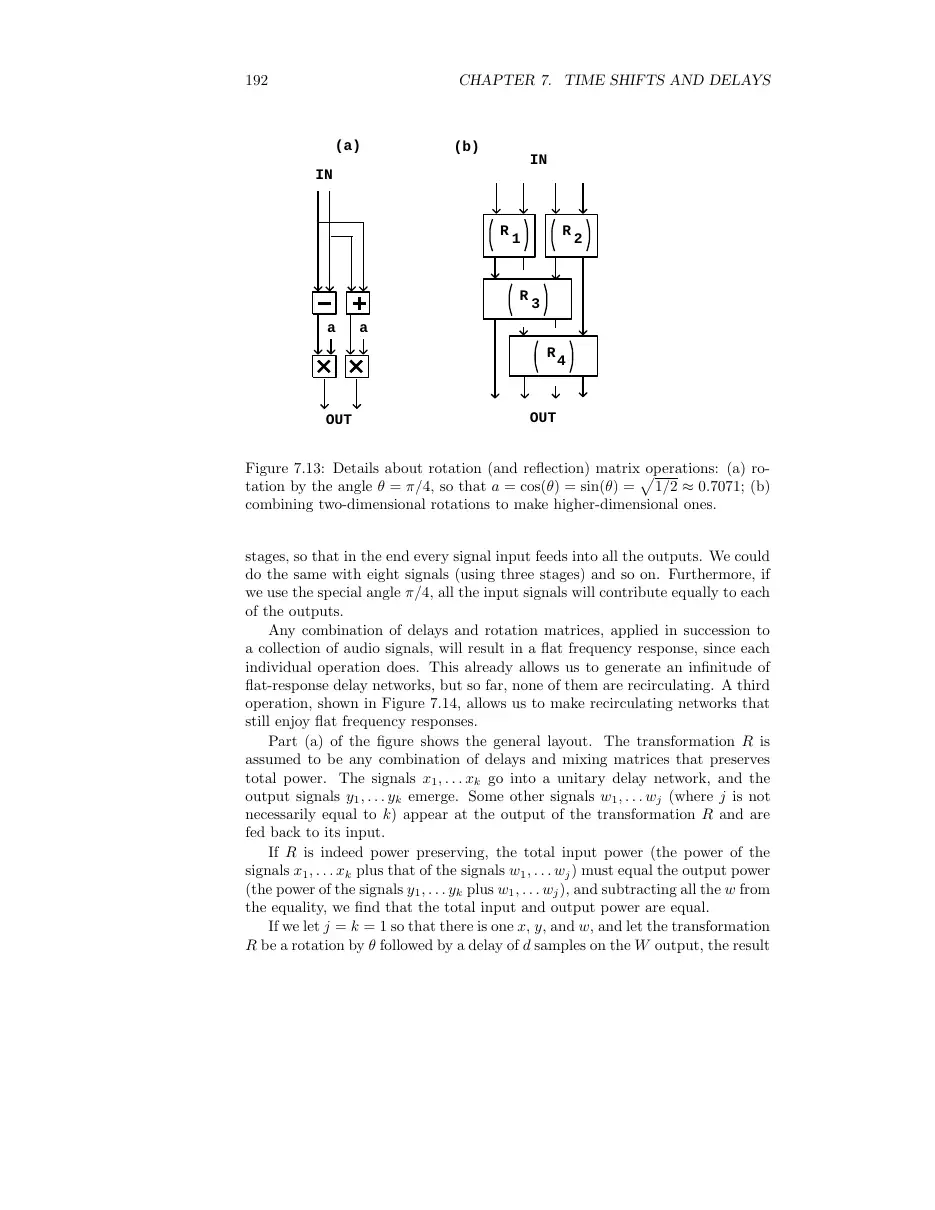 192 CHAPTER 7. TIME SHIFTS AND DELAYS
(a)
IN
− +
a a
× ×
OUT
(b)
IN
(R1) (R2)
(R3)
(R4)
OUT
Figure 7.13: Details about rotation (and reflection) matrix operations: (a) ro-
tation by the angle θ = π/4, so that a = cos(θ) = sin(θ) = √1/2 ≈ 0.7071; (b)
combining two-dimensional rotations to make higher-dimensional ones.
stages, so that in the end every signal input feeds into all the outputs. We could
do the same with eight signals (using three stages) and so on. Furthermore, if
we use the special angle π/4, all the input signals will contribute equally to each
of the outputs.
Any combination of delays and rotation matrices, applied in succession to
a collection of audio signals, will result in a flat frequency response, since each
individual operation does. This already allows us to generate an infinitude of
flat-response delay networks, but so far, none of them are recirculating. A third
operation, shown in Figure 7.14, allows us to make recirculating networks that
still enjoy flat frequency responses.
Part (a) of the figure shows the general layout. The transformation R is
assumed to be any combination of delays and mixing matrices that preserves
total power. The signals x1, . . . xk go into a unitary delay network, and the
output signals y1, . . . yk emerge. Some other signals w1, . . . wj (where j is not
necessarily equal to k) appear at the output of the transformation R and are
fed back to its input.
If R is indeed power preserving, the total input power (the power of the
signals x1, . . . xk plus that of the signals w1, . . . wj) must equal the output power
(the power of the signals y1, . . . yk plus w1, . . . wj), and subtracting all the w from
the equality, we find that the total input and output power are equal.
If we let j = k = 1 so that there is one x, y, and w, and let the transformation
R be a rotation by θ followed by a delay of d samples on the W output, the result